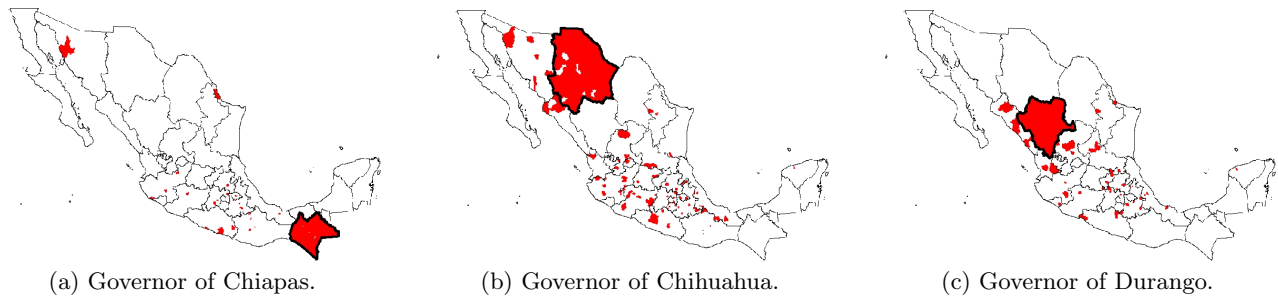 (a) Governor of Chiapas.
(b) Governor of Chihuahua.
(c) Governor of Durango.